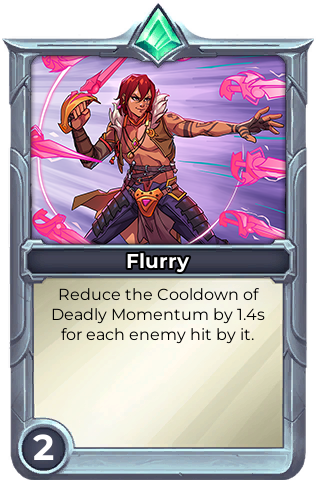 Flurry
Reduce the Cooldown of
Deadly Momentum by 1.4s
for each enemy hit by it.
2